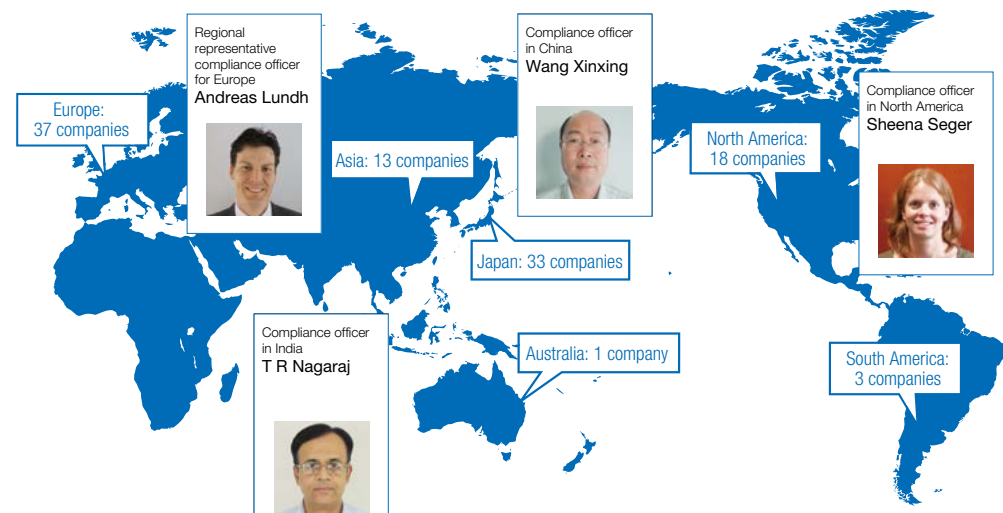 Regional
representative
compliance officer
for Europe
Andreas Lundh
Compliance officer
in China
Wang Xinxing
Compliance officer
in North America
Sheena Seger
Europe:
37 companies
Asia: 13 companies
North America:
18 companies
Japan: 33 companies
Compliance officer
in India
T R Nagaraj
Australia: 1 company
South America:
3 companies